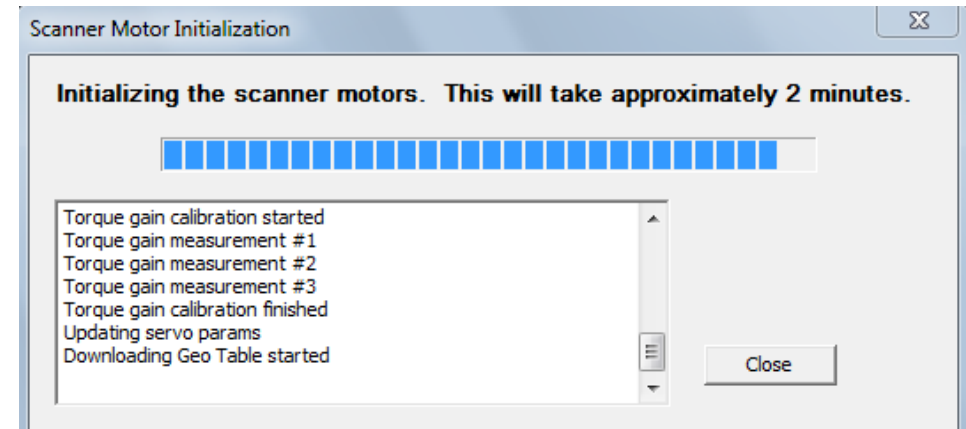 Scanner Motor Initialization
Initializing the scanner motors.  This will take approximately 2 minutes.
Torque gain calibration started
Torque gain measurement #1
Torque gain measurement #2
Torque gain measurement #3
Torque gain calibration finished
Updating servo params
Downloading Geo Table started
Close